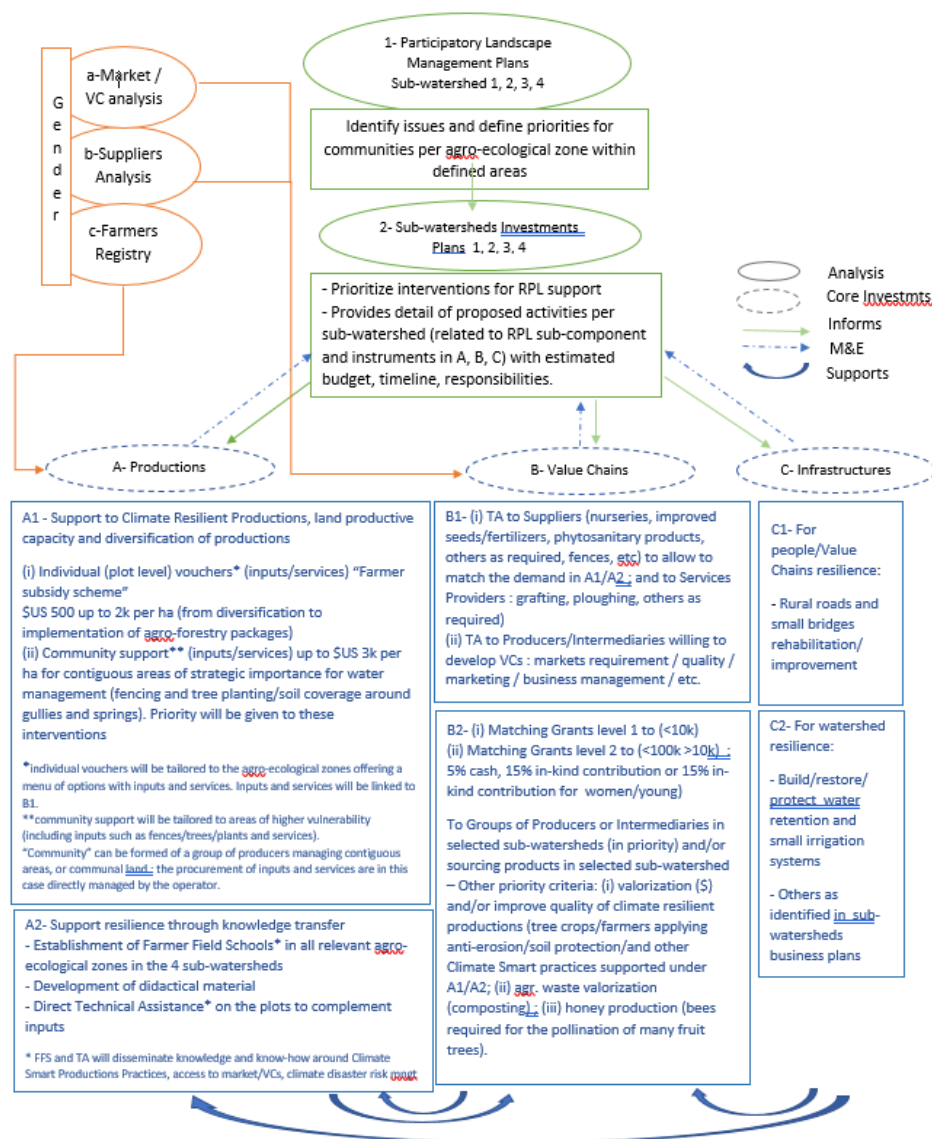 1- Participatory Landscape
Management Plans
Sub-watershed 1, 2, 3, 4
Gender
a-Market /
VC analysis
b-Suppliers
Analysis
c-Farmers
Registry
Identify issues and define priorities for
communities per agro-ecological zone within
defined areas
2- Sub-watersheds Investments
Plans 1, 2, 3, 4
- Prioritize interventions for RPL support
- Provides detail of proposed activities per
sub-watershed (related to RPL sub-component
and instruments in A, B, C) with estimated
budget, timeline, responsibilities.
Analysis
Core Investmts
Informs
M&E
Supports
A- Productions
B- Value Chains
C- Infrastructures
A1 - Support to Climate Resilient Productions, land productive
capacity and diversification of productions
(i) Individual (plot level) vouchers* (inputs/services) "Farmer
subsidy scheme"
$US 500 up to 2k per ha (from diversification to
implementation of agro-forestry packages)
(ii) Community support** (inputs/services) up to $US 3k per
ha for contiguous areas of strategic importance for water
management (fencing and tree planting/soil coverage around
gullies and springs). Priority will be given to these
interventions
*individual vouchers will be tailored to the agro-ecological zones offering a
menu of options with inputs and services. Inputs and services will be linked to
B1.
**community support will be tailored to areas of higher vulnerability
(including inputs such as fences/trees/plants and services).
"Community" can be formed of a group of producers managing contiguous
areas, or communal land ; the procurement of inputs and services are in this
case directly managed by the operator.
A2- Support resilience through knowledge transfer
- Establishment of Farmer Field Schools* in all relevant agro-
ecological zones in the 4 sub-watersheds
- Development of didactical material
- Direct Technical Assistance* on the plots to complement
inputs
* FFS and TA will disseminate knowledge and know-how around Climate
Smart Productions Practices, access to market/VCs, climate disaster risk mngt
B1- (i) TA to Suppliers (nurseries, improved
seeds/fertilizers, phytosanitary products,
others as required, fences, etc) to allow to
match the demand in A1/A2 ; and to Services
Providers : grafting, ploughing, others as
required)
(ii) TA to Producers/Intermediaries willing to
develop VCs : markets requirement / quality /
marketing / business management / etc.
B2- (i) Matching Grants level 1 to (<10k)
(ii) Matching Grants level 2 to (<100k >10k) ;
5% cash, 15% in-kind contribution or 15% in-
kind contribution for women/young)
To Groups of Producers or Intermediaries in
selected sub-watersheds (in priority) and/or
sourcing products in selected sub-watershed
– Other priority criteria: (i) valorization ($)
and/or improve quality of climate resilient
productions (tree crops/farmers applying
anti-erosion/soil protection/and other
Climate Smart practices supported under
A1/A2; (ii) agr. waste valorization
(composting) ; (iii) honey production (bees
required for the pollination of many fruit
trees).
C1- For
people/Value
Chains resilience:
- Rural roads and
small bridges
rehabilitation/
improvement
C2- For watershed
resilience:
- Build/restore/
protect water
retention and
small irrigation
systems
- Others as
identified in sub-
watersheds
business plans